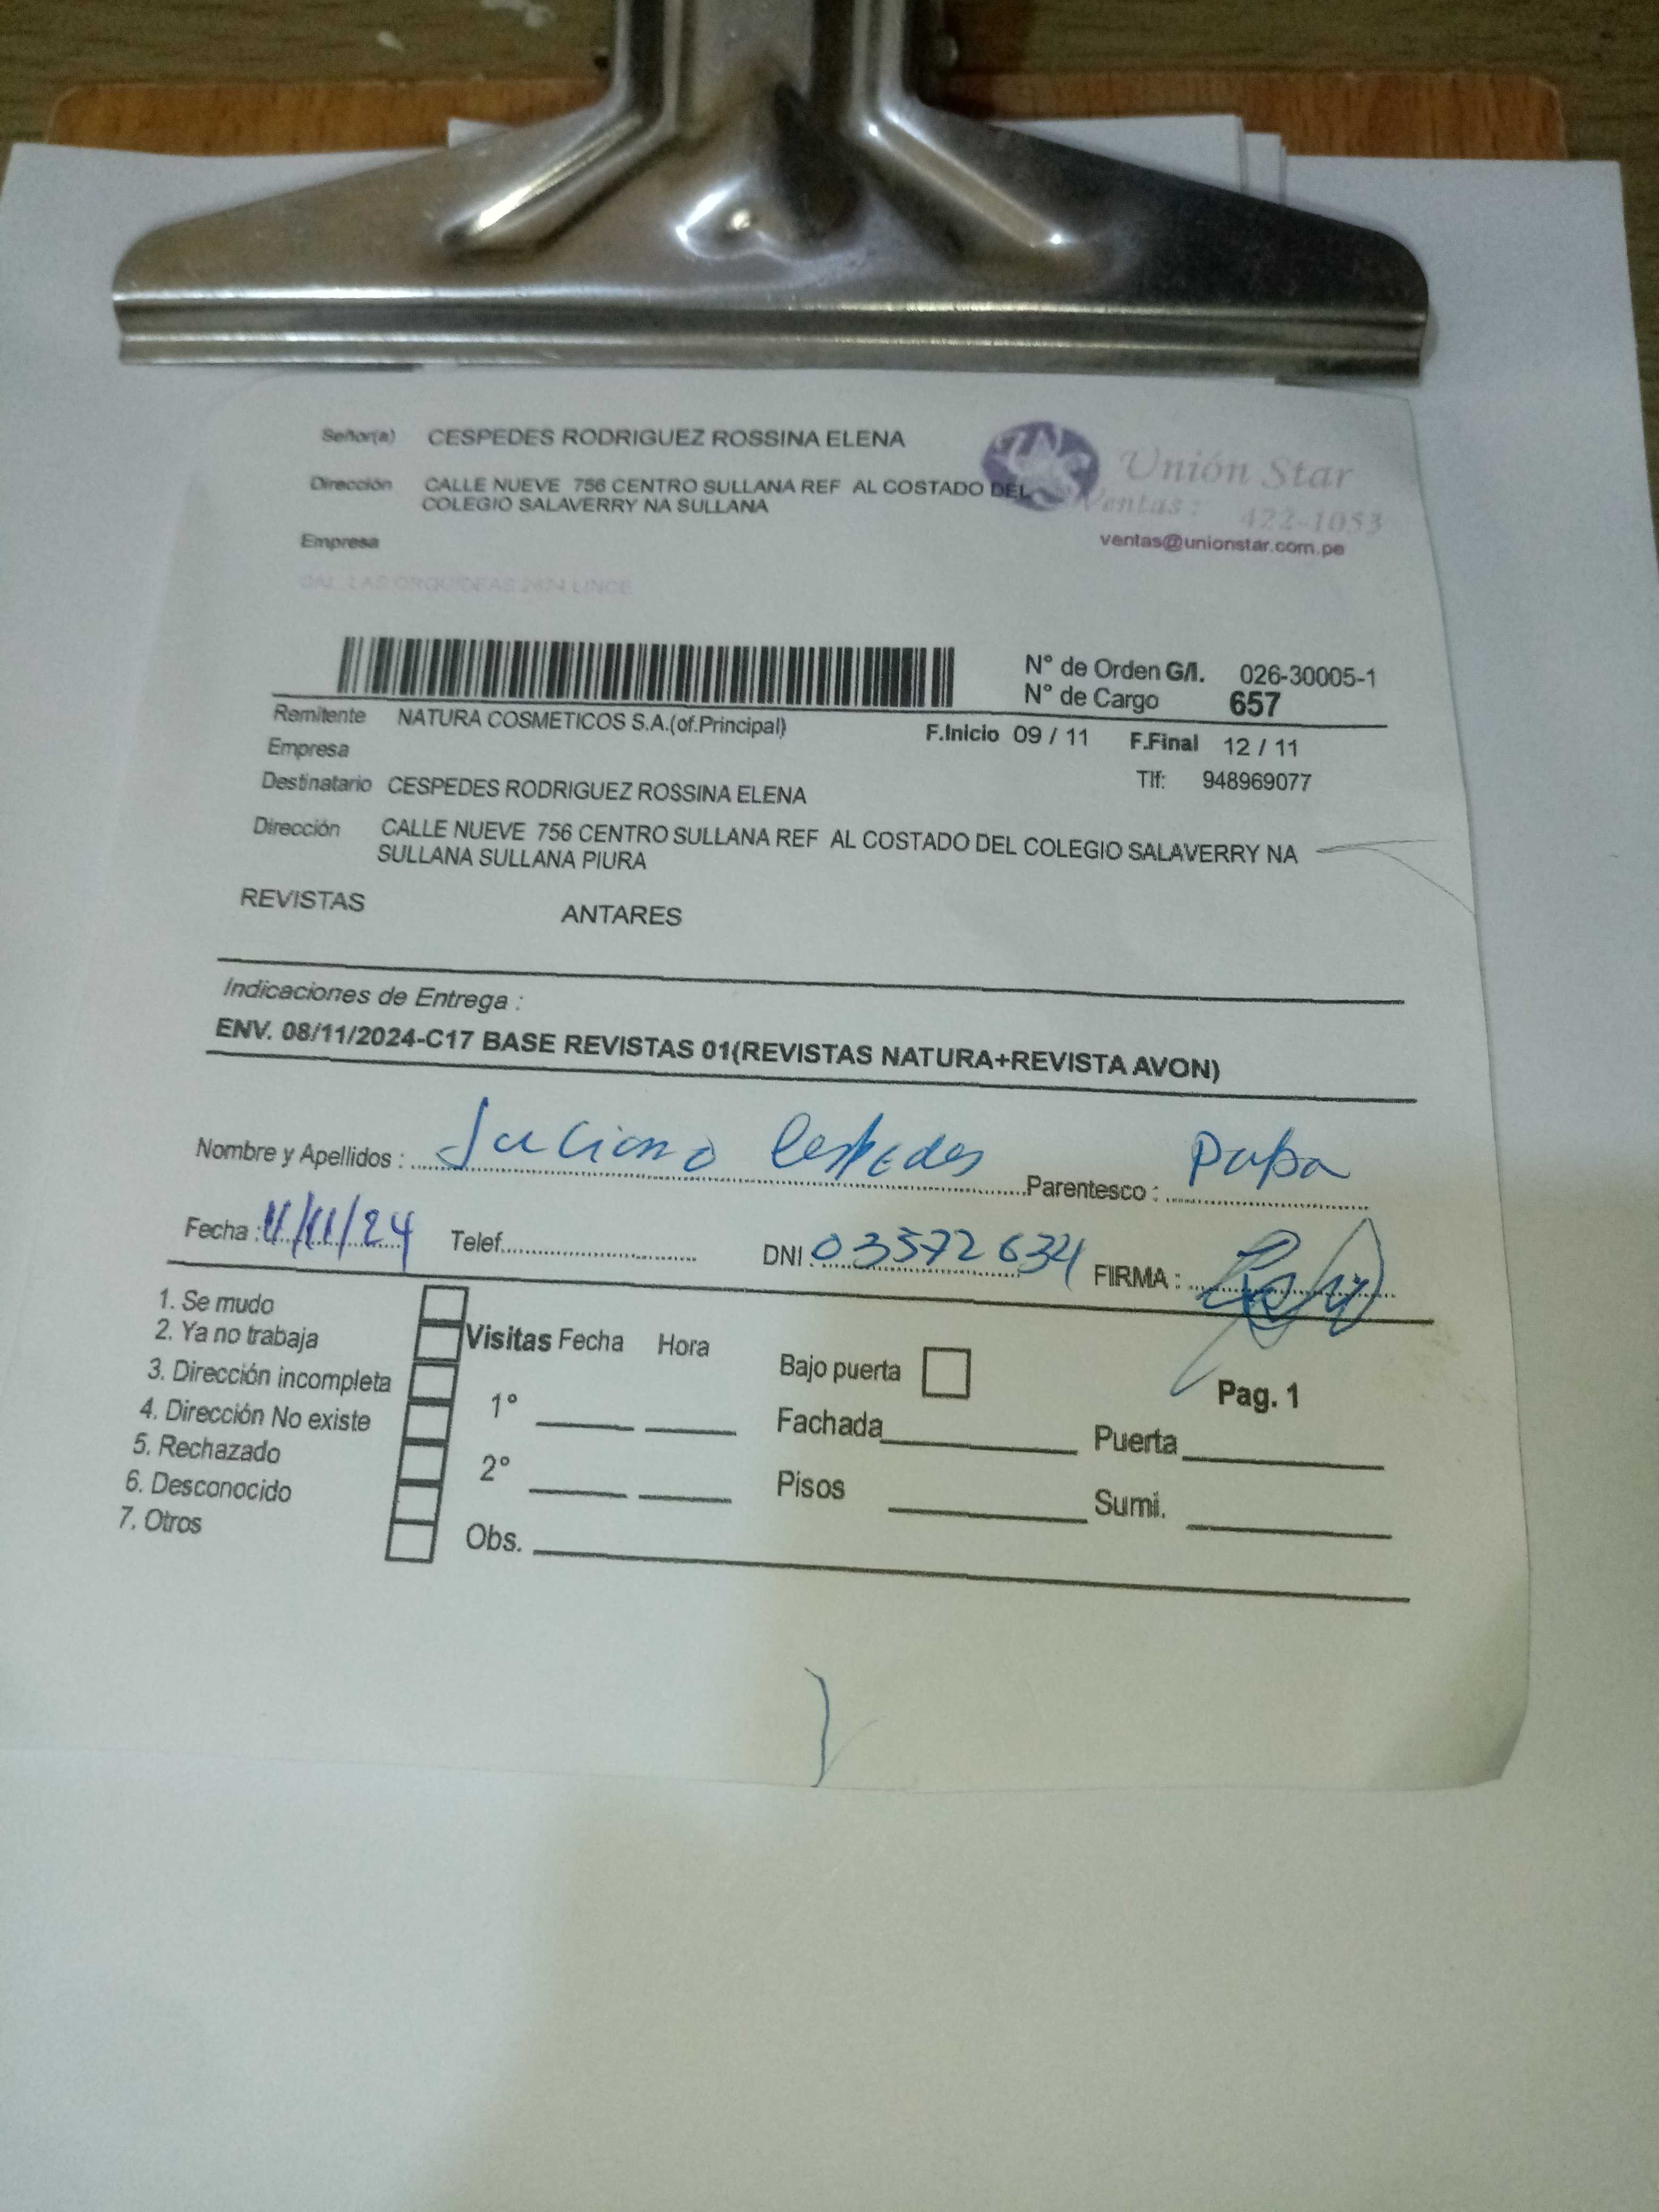 Señor(a) CESPEDES RODRIGUEZ ROSSINA ELENA
Unión Star
Dirección CALLE NUEVE 756 CENTRO SULLANA REF AL COSTADO DEL
COLEGIO SALAVERRY NA SULLANA
Ventas: 422-1053
Empresa
ventas@unionstar.com.pe
CAL. LAS ORQUIDEAS 2674 LINCE
N° de Orden G/I. 026-30005-1
N° de Cargo 657
Remitente NATURA COSMETICOS S.A.(of.Principal)
F.Inicio 09 / 11 F.Final 12 / 11
Empresa
Tlf: 948969077
Destinatario CESPEDES RODRIGUEZ ROSSINA ELENA
Dirección CALLE NUEVE 756 CENTRO SULLANA REF AL COSTADO DEL COLEGIO SALAVERRY NA
SULLANA SULLANA PIURA
REVISTAS ANTARES
Indicaciones de Entrega :
ENV. 08/11/2024-C17 BASE REVISTAS 01(REVISTAS NATURA+REVISTA AVON)
Nombre y Apellidos : Juliano Cespedes Parentesco : Papa
Fecha : 11/11/24 Telef. DNI 03572634 FIRMA :
1. Se mudo
2. Ya no trabaja
3. Dirección incompleta
4. Dirección No existe
5. Rechazado
6. Desconocido
7. Otros
Visitas Fecha Hora
1°
2°
Obs.
Bajo puerta
Pag. 1
Fachada Puerta
Pisos Sumi.